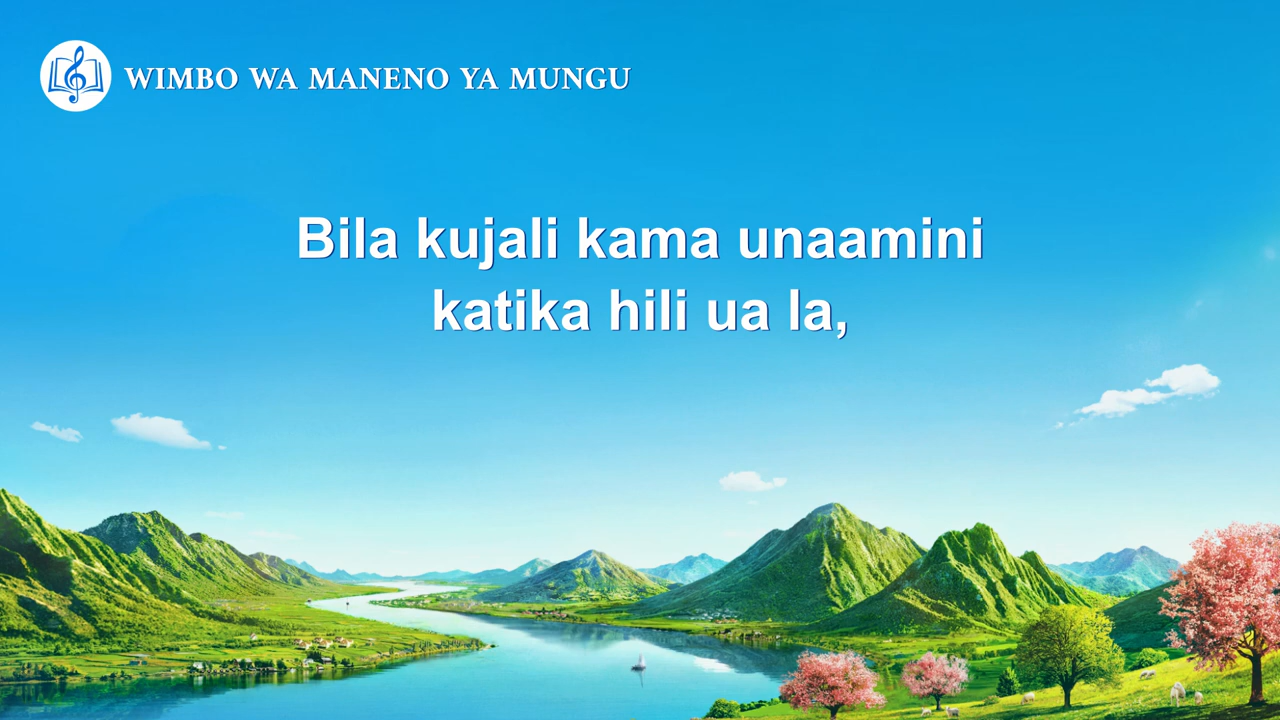 WIMBO WA MANENO YA MUNGU
Bila kujali kama unaamini
katika hili ua la,